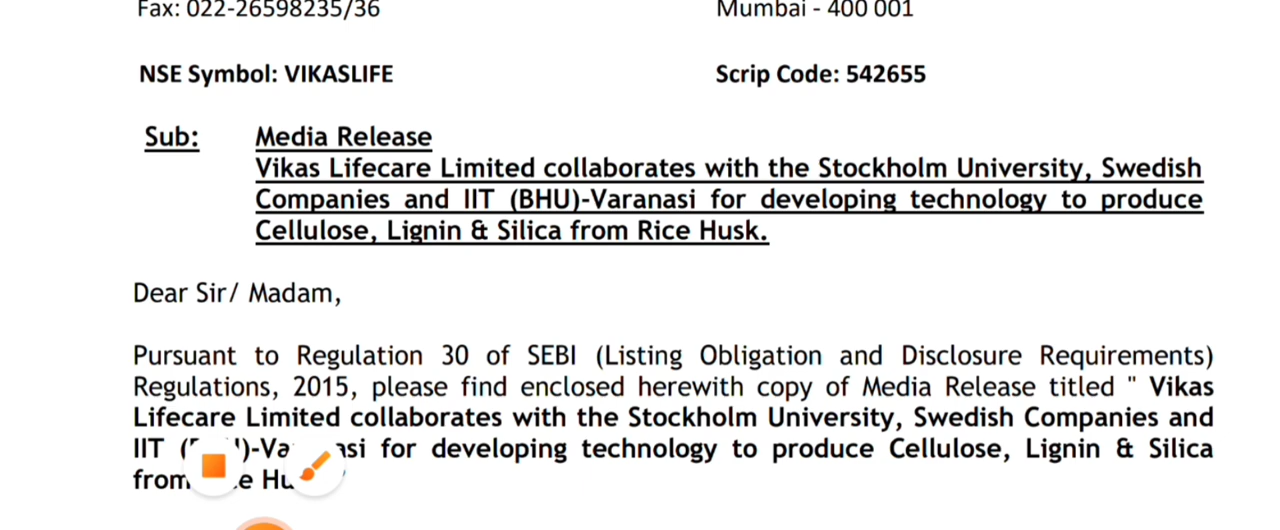 Fax: 022-26598235/36 Mumbai - 400 001
NSE Symbol: VIKASLIFE Scrip Code: 542655
Sub: Media Release
Vikas Lifecare Limited collaborates with the Stockholm University, Swedish
Companies and IIT (BHU)-Varanasi for developing technology to produce
Cellulose, Lignin & Silica from Rice Husk.
Dear Sir/ Madam,
Pursuant to Regulation 30 of SEBI (Listing Obligation and Disclosure Requirements)
Regulations, 2015, please find enclosed herewith copy of Media Release titled " Vikas
Lifecare Limited collaborates with the Stockholm University, Swedish Companies and
IIT for developing technology to produce Cellulose, Lignin & Silica
from